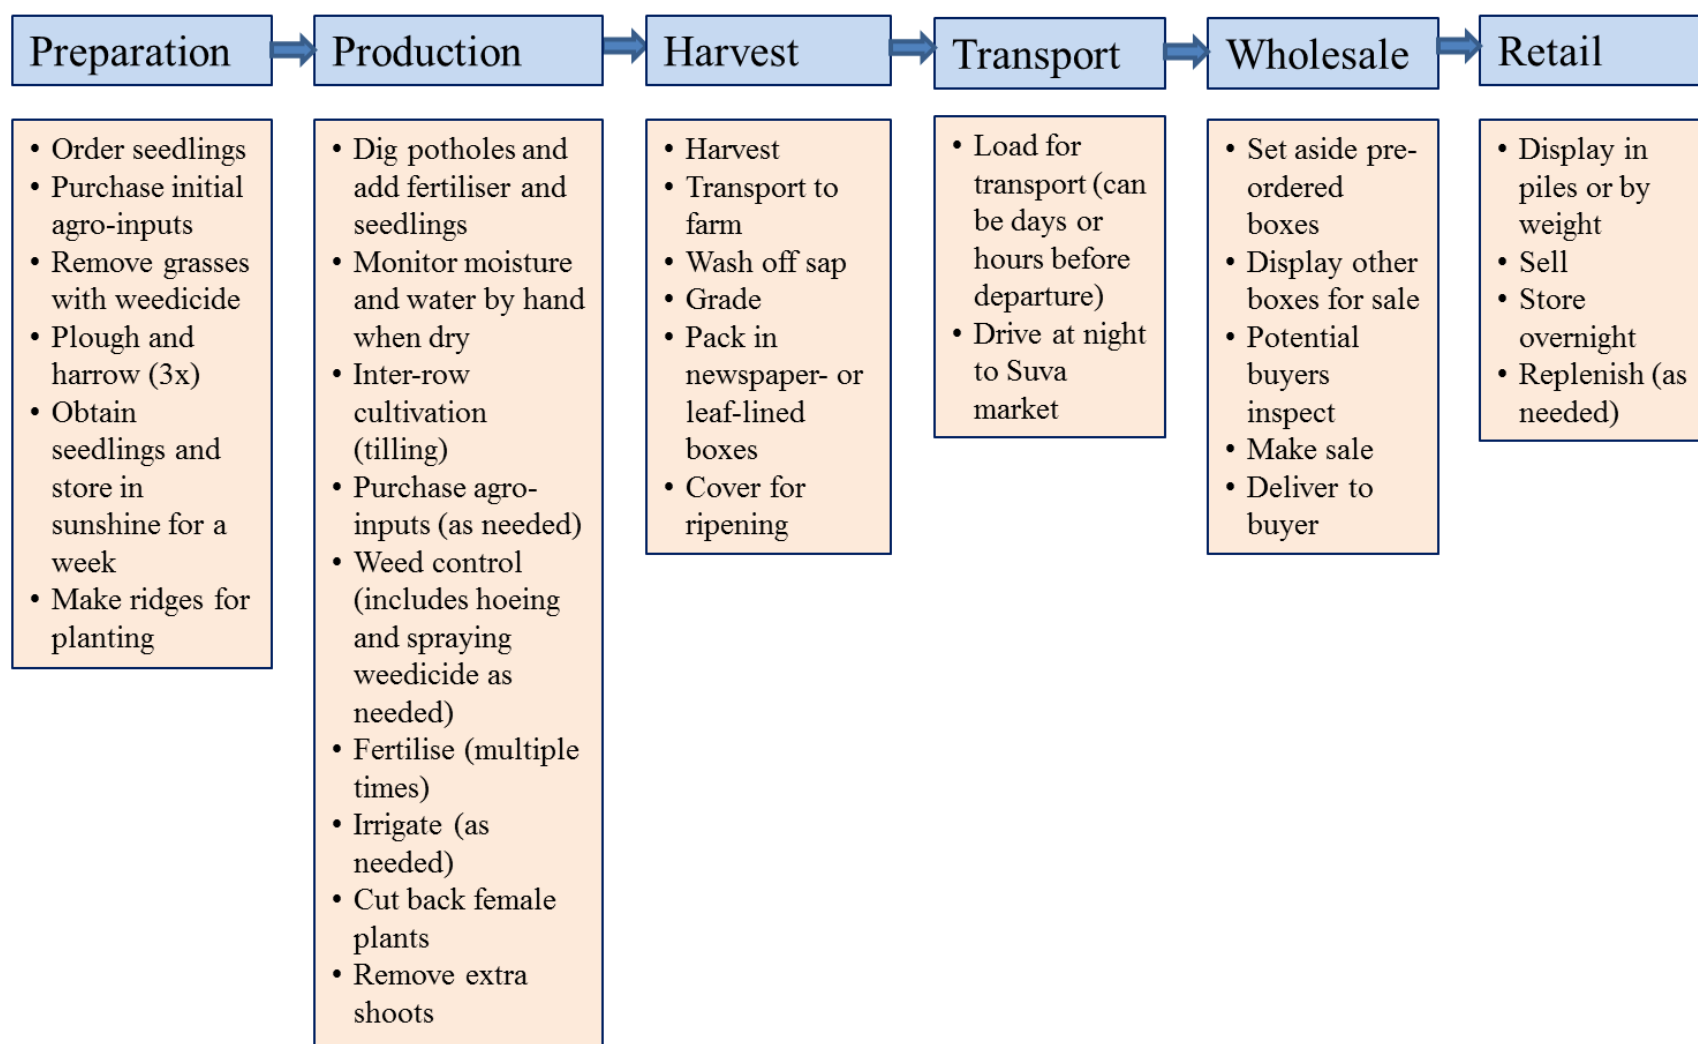 Preparation
Production
Harvest
Transport
Wholesale
Retail
• Order seedlings
• Purchase initial
agro-inputs
• Remove grasses
with weedicide
• Plough and
harrow (3x)
• Obtain
seedlings and
store in
sunshine for a
week
• Make ridges for
planting
• Dig potholes and
add fertiliser and
seedlings
• Monitor moisture
and water by hand
when dry
• Inter-row
cultivation
(tilling)
• Purchase agro-
inputs (as needed)
• Weed control
(includes hoeing
and spraying
weedicide as
needed)
• Fertilise (multiple
times)
• Irrigate (as
needed)
• Cut back female
plants
• Remove extra
shoots
• Harvest
• Transport to
farm
• Wash off sap
• Grade
• Pack in
newspaper- or
leaf-lined
boxes
• Cover for
ripening
• Load for
transport (can
be days or
hours before
departure)
• Drive at night
to Suva
market
• Set aside pre-
ordered
boxes
• Display other
boxes for sale
• Potential
buyers
inspect
• Make sale
• Deliver to
buyer
• Display in
piles or by
weight
• Sell
• Store
overnight
• Replenish (as
needed)